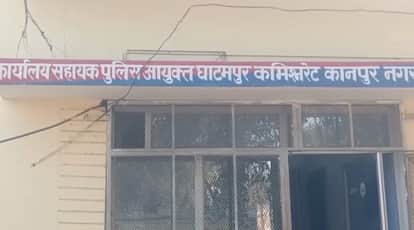 कार्यालय सहायक पुलिस आयुक्त घाटमपुर कमिश्नरेट कानपुर नगर